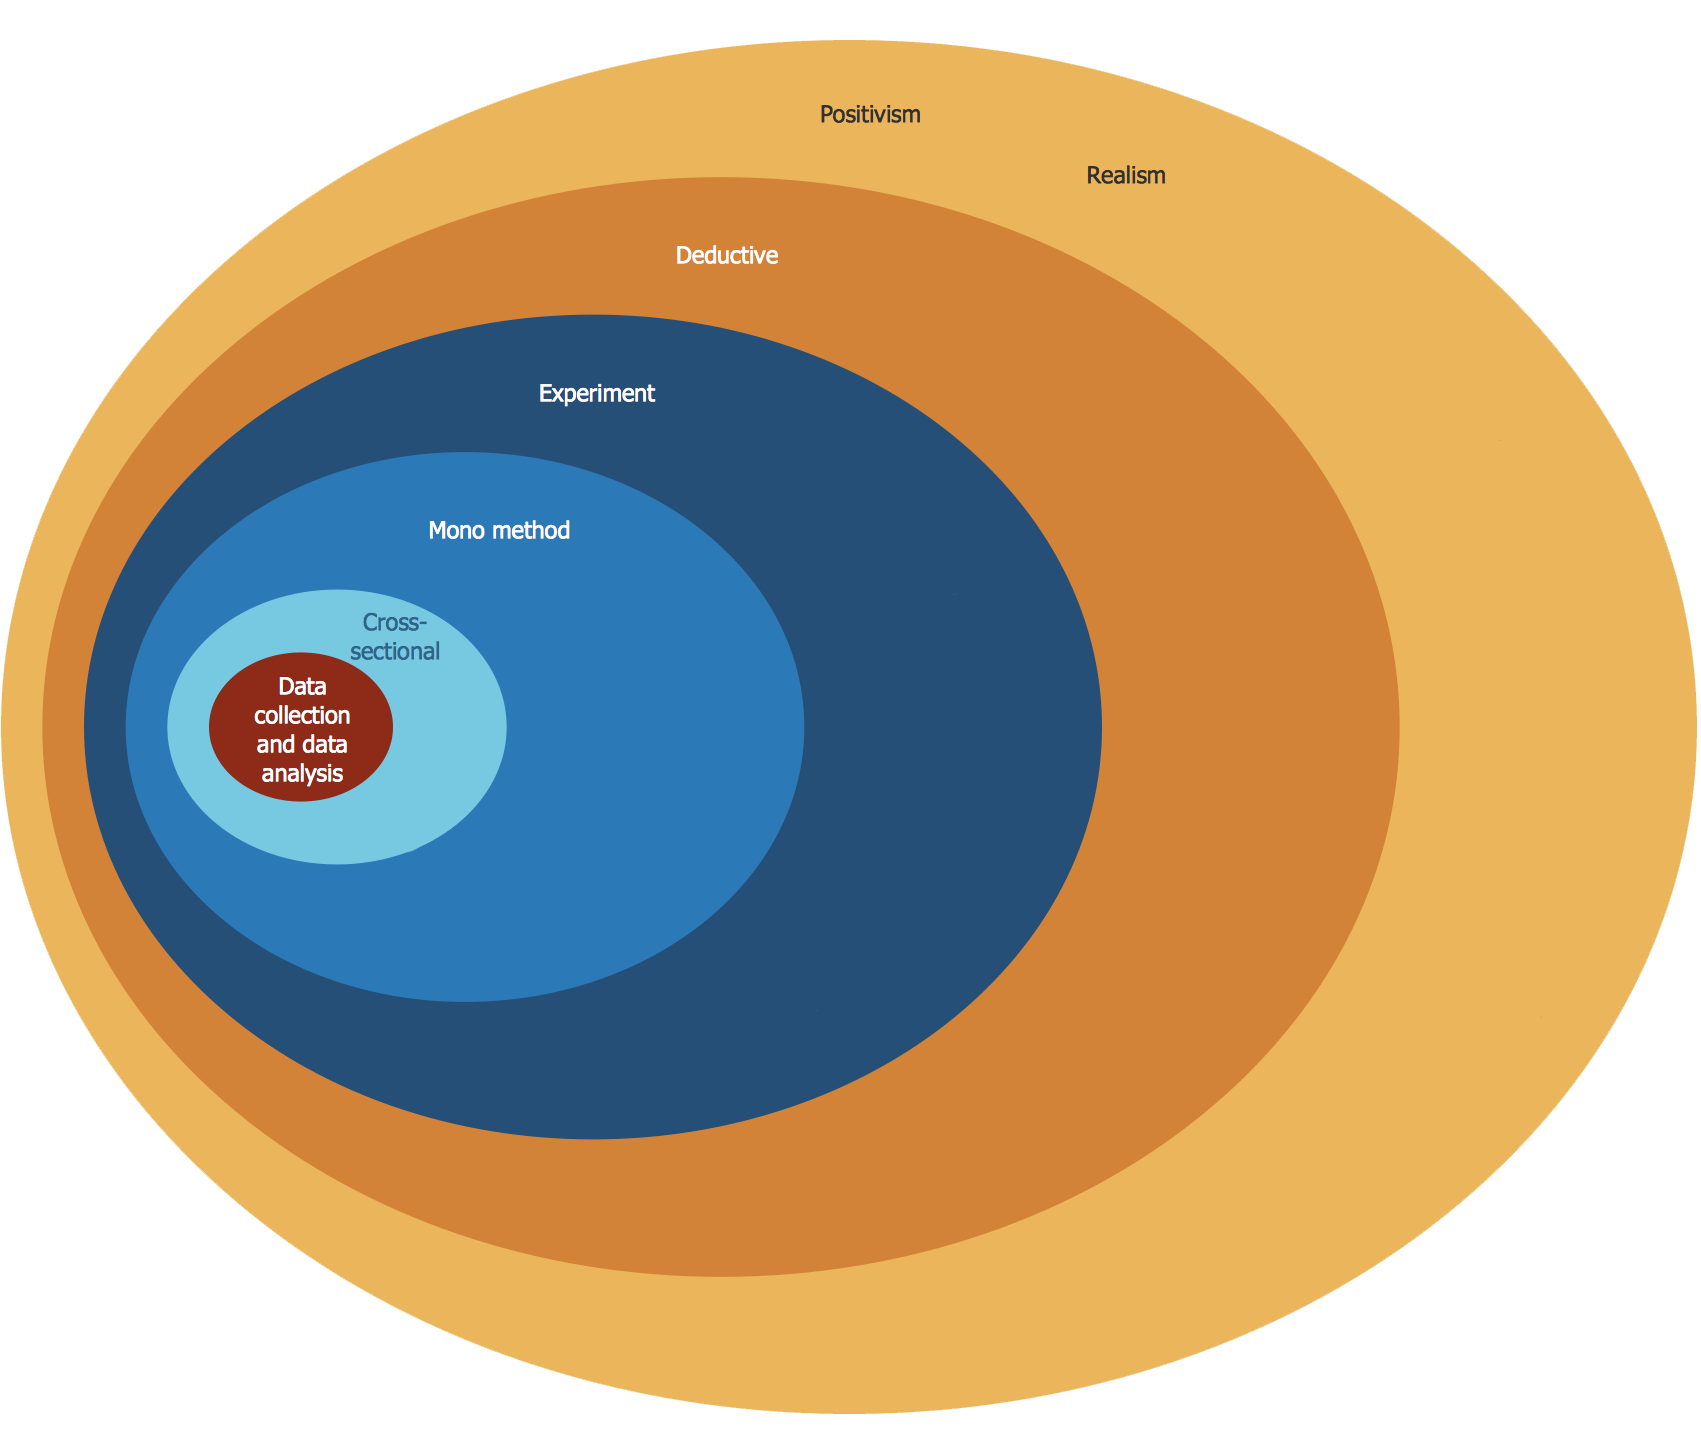 Positivism
Realism
Deductive
Experiment
Mono method
Cross-
sectional
Data
collection
and data
analysis